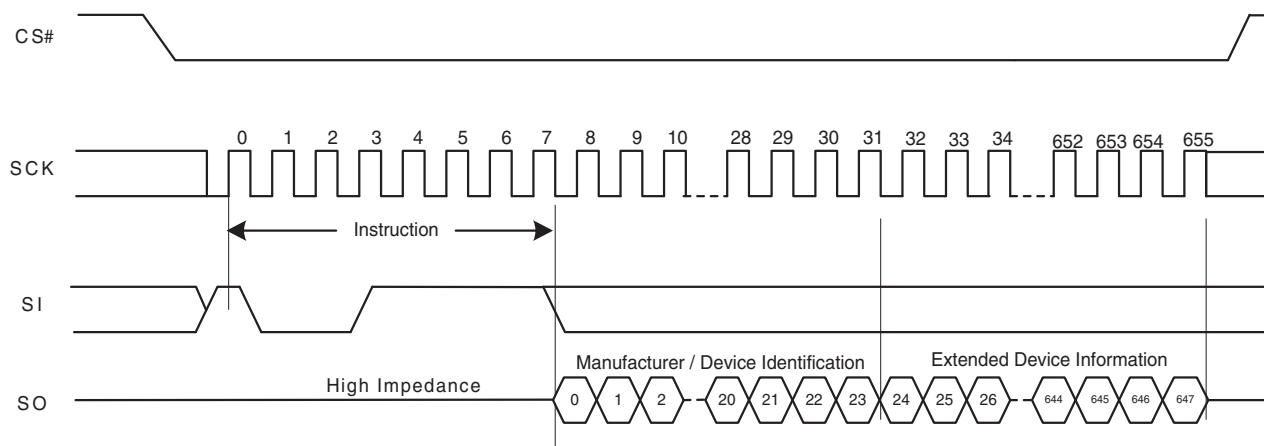 CS#
0 1 2 3 4 5 6 7 8 9 10 28 29 30 31 32 33 34 652 653 654 655
SCK
Instruction
SI
Manufacturer / Device Identification Extended Device Information
High Impedance
SO 0 1 2 20 21 22 23 24 25 26 644 645 646 647